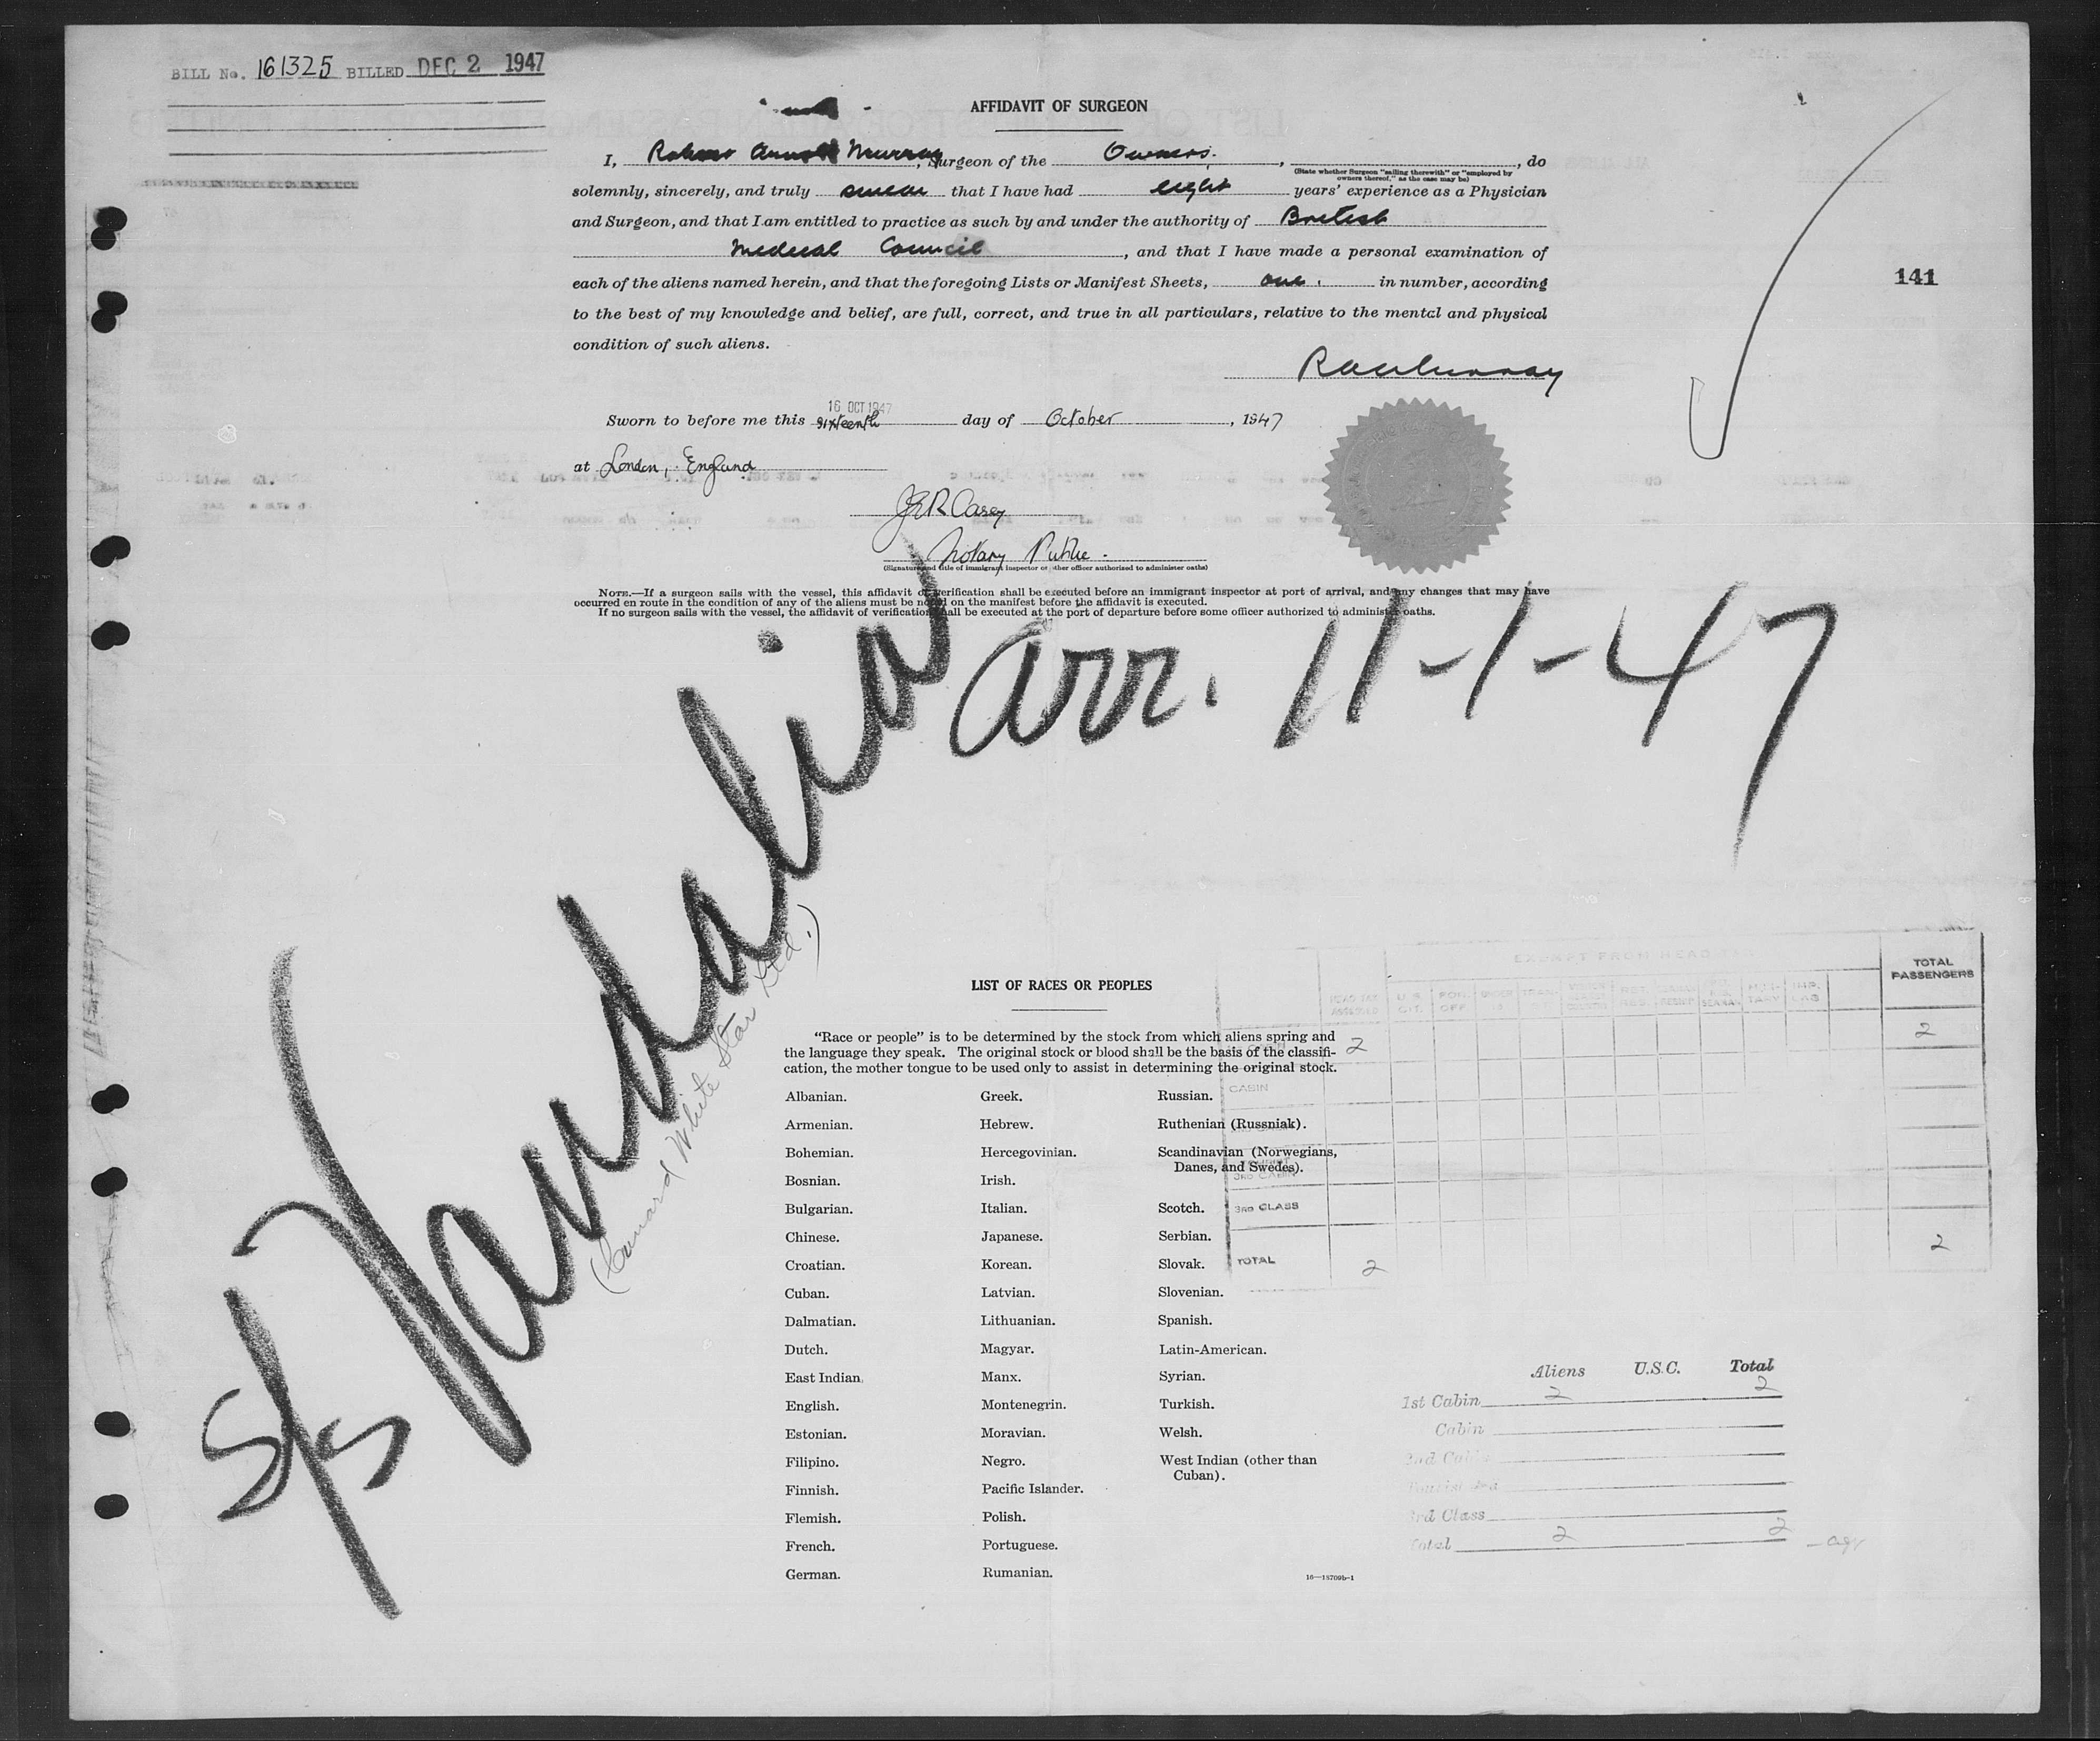 BILL No. 161325 BILLED DEC 2 1947
AFFIDAVIT OF SURGEON
I, Robert Arnold Murray, Surgeon of the Owners, , do
(State whether Surgeon "sailing therewith" or "employed by
owners thereof," as the case may be)
solemnly, sincerely, and truly swear that I have had eight years' experience as a Physician
and Surgeon, and that I am entitled to practice as such by and under the authority of British
Medical Council, and that I have made a personal examination of
each of the aliens named herein, and that the foregoing Lists or Manifest Sheets, one. in number, according
to the best of my knowledge and belief, are full, correct, and true in all particulars, relative to the mental and physical
condition of such aliens.
141
RAMurray
16 OCT 1947
Sworn to before me this sixteenth day of October, 1947
at London, England
Casey
Notary Public.
(Signature and title of immigrant inspector or other officer authorized to administer oaths)
NOTE.—If a surgeon sails with the vessel, this affidavit of verification shall be executed before an immigrant inspector at port of arrival, and any changes that may have
occurred en route in the condition of any of the aliens must be noted on the manifest before the affidavit is executed.
If no surgeon sails with the vessel, the affidavit of verification shall be executed at the port of departure before some officer authorized to administer oaths.
S/S Vandalia arr. 11-1-47
(Cunard White Star Ltd.)
EXEMPT FROM HEAD TAX
TOTAL
PASSENGERS
HEAD TAX
ASSESSED
U.S.
CIT.
2 2
CABIN
3RD CABIN
3RD CLASS
TOTAL 2 2
LIST OF RACES OR PEOPLES
"Race or people" is to be determined by the stock from which aliens spring and
the language they speak. The original stock or blood shall be the basis of the classifi-
cation, the mother tongue to be used only to assist in determining the original stock.
Albanian.
Armenian.
Bohemian.
Bosnian.
Bulgarian.
Chinese.
Croatian.
Cuban.
Dalmatian.
Dutch.
East Indian.
English.
Estonian.
Filipino.
Finnish.
Flemish.
French.
German.
Greek.
Hebrew.
Hercegovinian.
Irish.
Italian.
Japanese.
Korean.
Latvian.
Lithuanian.
Magyar.
Manx.
Montenegrin.
Moravian.
Negro.
Pacific Islander.
Polish.
Portuguese.
Rumanian.
Russian.
Ruthenian (Russniak).
Scandinavian (Norwegians,
Danes, and Swedes).
Scotch.
Serbian.
Slovak.
Slovenian.
Spanish.
Latin-American.
Syrian.
Turkish.
Welsh.
West Indian (other than
Cuban).
16—18709b-1
Aliens U.S.C. Total
1st Cabin 2 2
Cabin
2nd Cabin
Tourist 3rd
3rd Class
Total 2 2